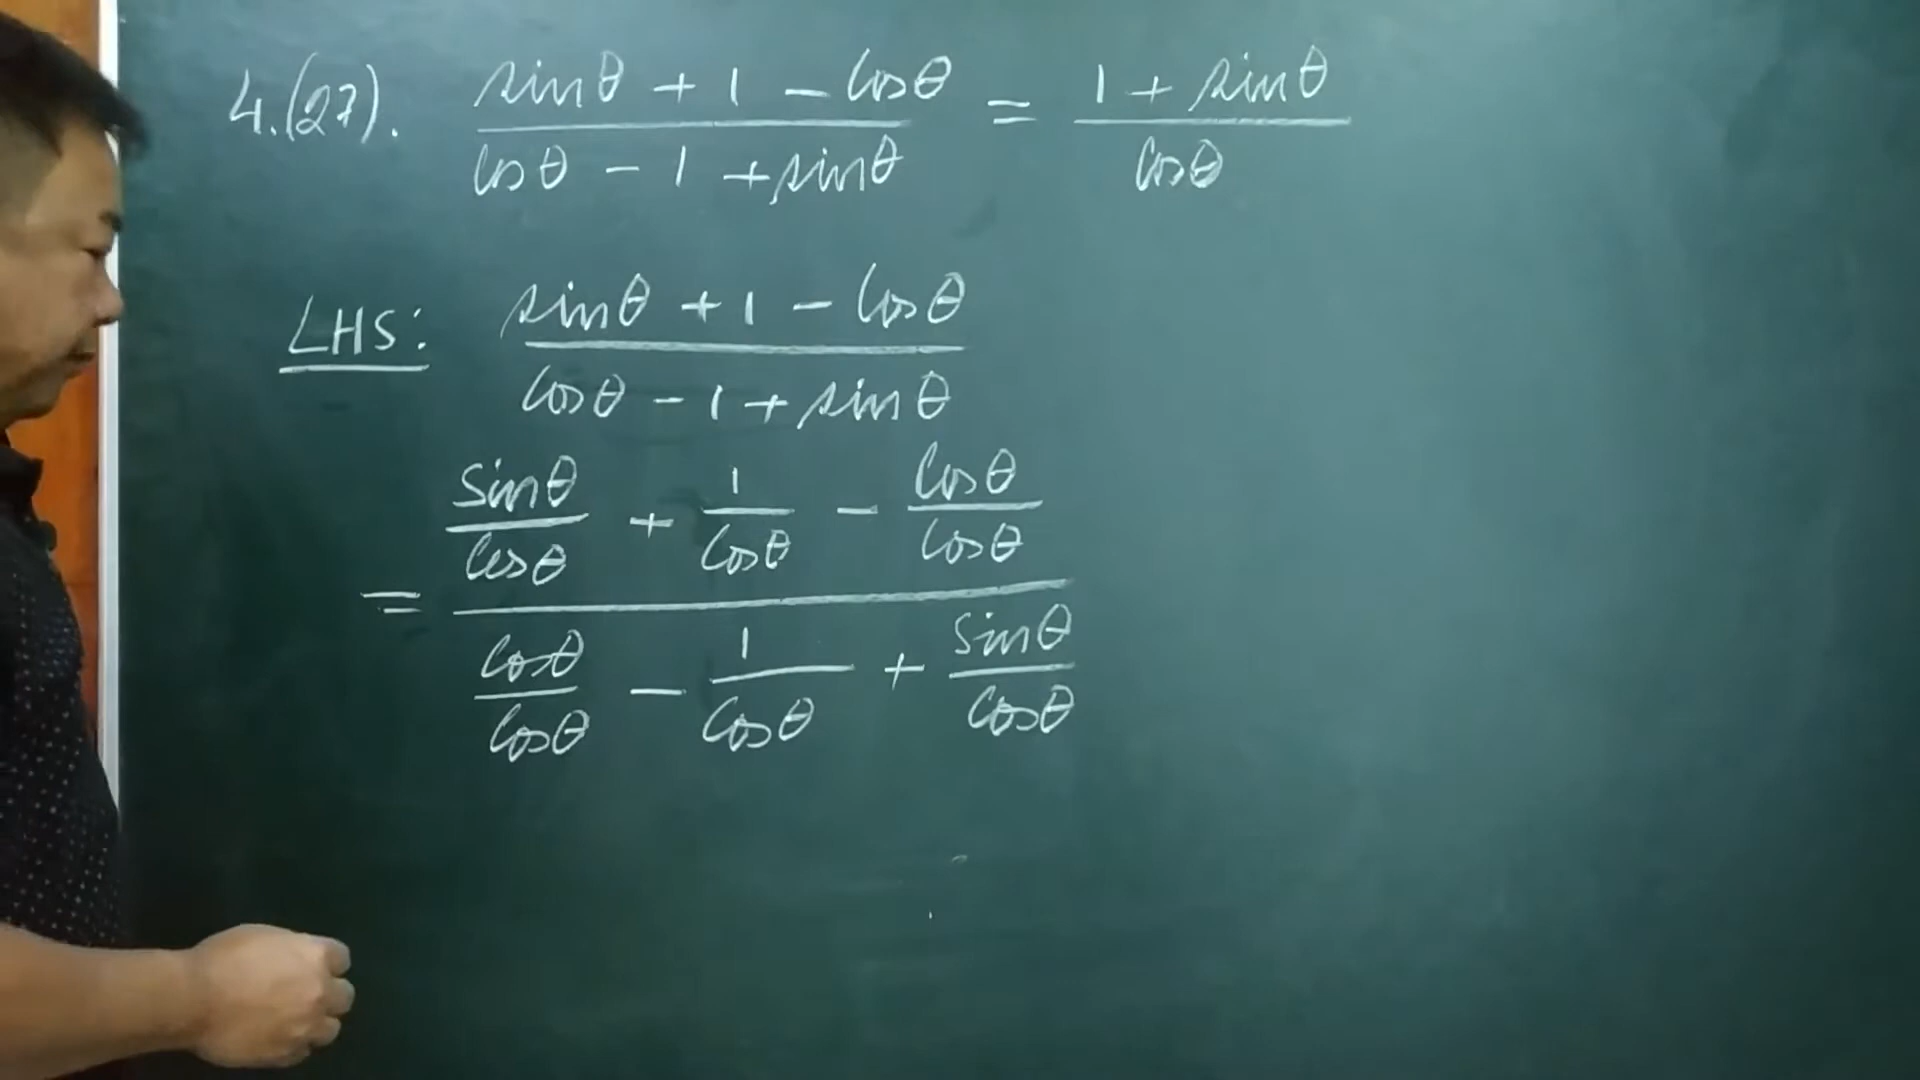 4.(27). (sinθ + 1 - cosθ)/(cosθ - 1 + sinθ) = (1 + sinθ)/cosθ
LHS: (sinθ + 1 - cosθ)/(cosθ - 1 + sinθ)
= (sinθ/cosθ + 1/cosθ - cosθ/cosθ)/(cosθ/cosθ - 1/cosθ + sinθ/cosθ)